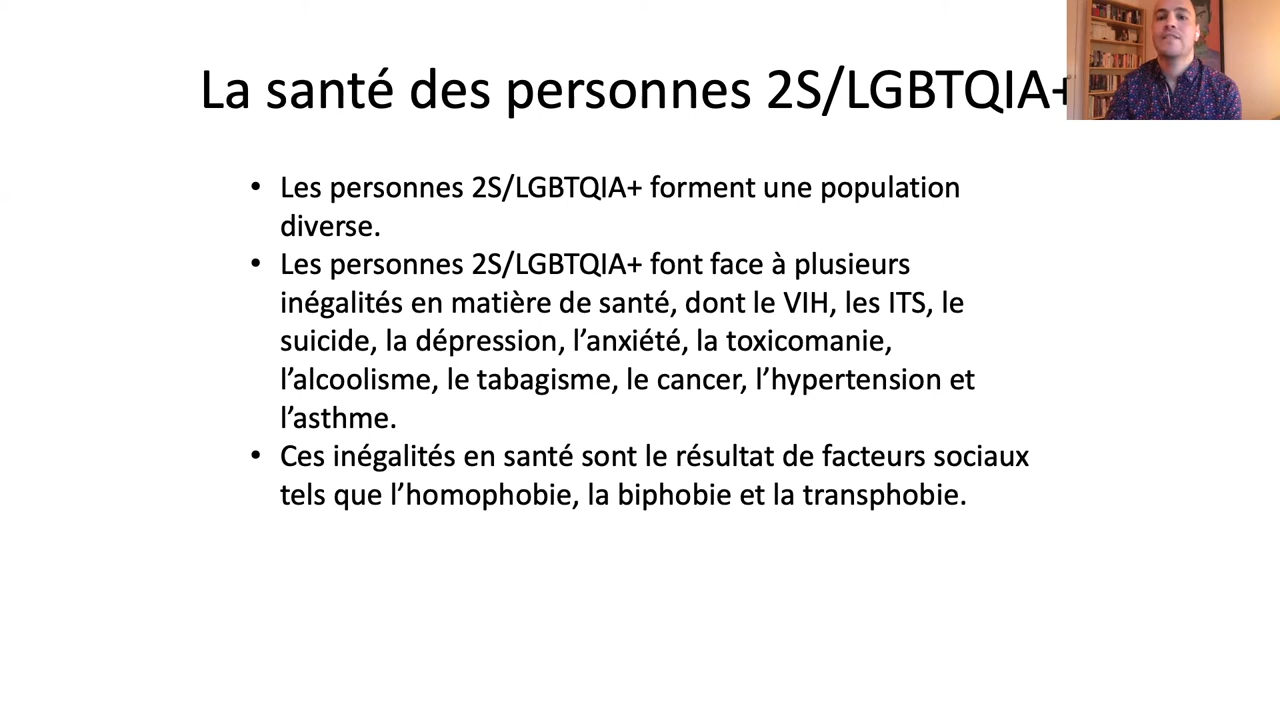 La santé des personnes 2S/LGBTQIA+
• Les personnes 2S/LGBTQIA+ forment une population
diverse.
• Les personnes 2S/LGBTQIA+ font face à plusieurs
inégalités en matière de santé, dont le VIH, les ITS, le
suicide, la dépression, l’anxiété, la toxicomanie,
l’alcoolisme, le tabagisme, le cancer, l’hypertension et
l’asthme.
• Ces inégalités en santé sont le résultat de facteurs sociaux
tels que l’homophobie, la biphobie et la transphobie.